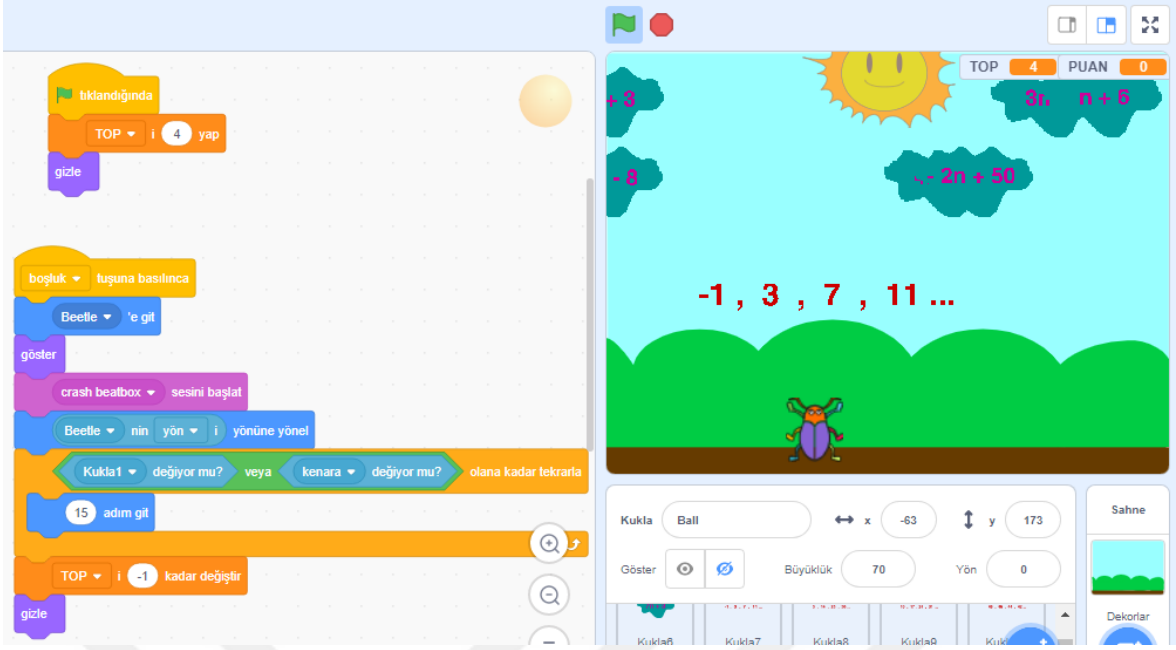 tıklandığında
TOP i 4 yap
gizle
boşluk tuşuna basılınca
Beetle 'e git
göster
crash beatbox sesini başlat
Beetle nin yön i yönüne yönel
Kukla1 değiyor mu? veya kenara değiyor mu? olana kadar tekrarla
15 adım git
TOP i -1 kadar değiştir
gizle
TOP 4 PUAN 0
+ 3
n + 5
- 8
- 2n + 50
-1 , 3 , 7 , 11 ...
Kukla Ball x -63 y 173
Göster Büyüklük 70 Yön 0
Kukla6 Kukla7 Kukla8 Kukla9
Sahne
Dekorlar